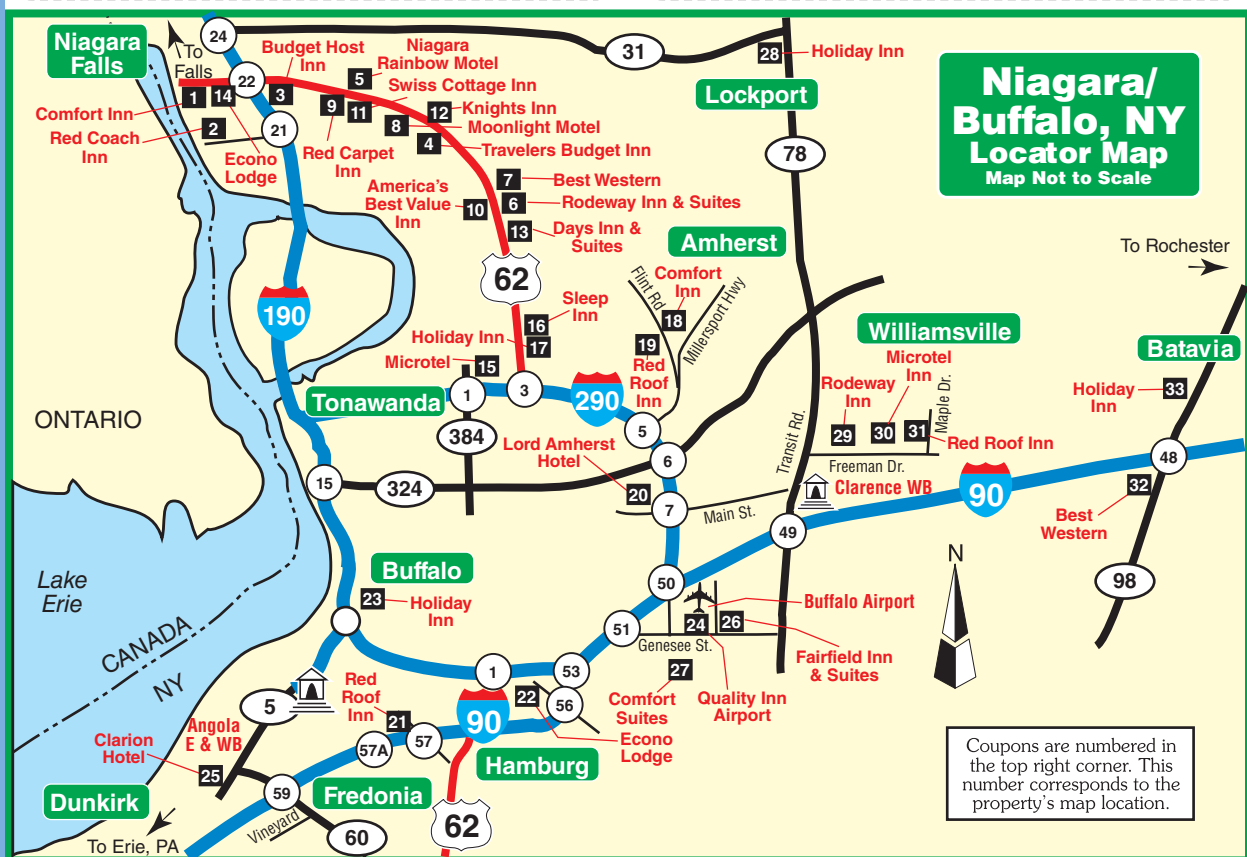 Niagara/
Buffalo, NY
Locator Map
Map Not to Scale
Niagara
Falls
To
Falls
24
22
21
31
28
Holiday Inn
Lockport
78
Budget Host
Inn
3
Niagara
Rainbow Motel
5
Swiss Cottage Inn
11
9
Red Carpet
Inn
12
Knights Inn
8
Moonlight Motel
4
Travelers Budget Inn
Comfort Inn
1
14
Econo
Lodge
Red Coach
Inn
2
7
Best Western
6
Rodeway Inn & Suites
America's
Best Value
Inn
10
13
Days Inn &
Suites
62
190
Amherst
Flint Rd
Comfort
Inn
18
Millersport Hwy
19
Red
Roof
Inn
To Rochester
Sleep
Inn
16
Holiday Inn
17
Microtel
15
Williamsville
Microtel
Inn
Rodeway
Inn
29
30
31
Maple Dr.
Red Roof Inn
Freeman Dr.
Batavia
Holiday
Inn
33
Tonawanda
1
3
290
5
384
Lord Amherst
Hotel
6
20
7
Main St.
Transit Rd.
Clarence WB
90
48
32
Best
Western
49
98
ONTARIO
15
324
Lake
Erie
CANADA
NY
Buffalo
23
Holiday
Inn
50
51
24
26
Buffalo Airport
Genesee St.
Fairfield Inn
& Suites
27
Comfort
Suites
Quality Inn
Airport
N
1
53
56
22
Econo
Lodge
90
Red
Roof
Inn
21
57
57A
5
Angola
E & WB
Clarion
Hotel
25
Hamburg
59
Fredonia
Dunkirk
Vineyard
60
62
To Erie, PA
Coupons are numbered in
the top right corner. This
number corresponds to the
property's map location.